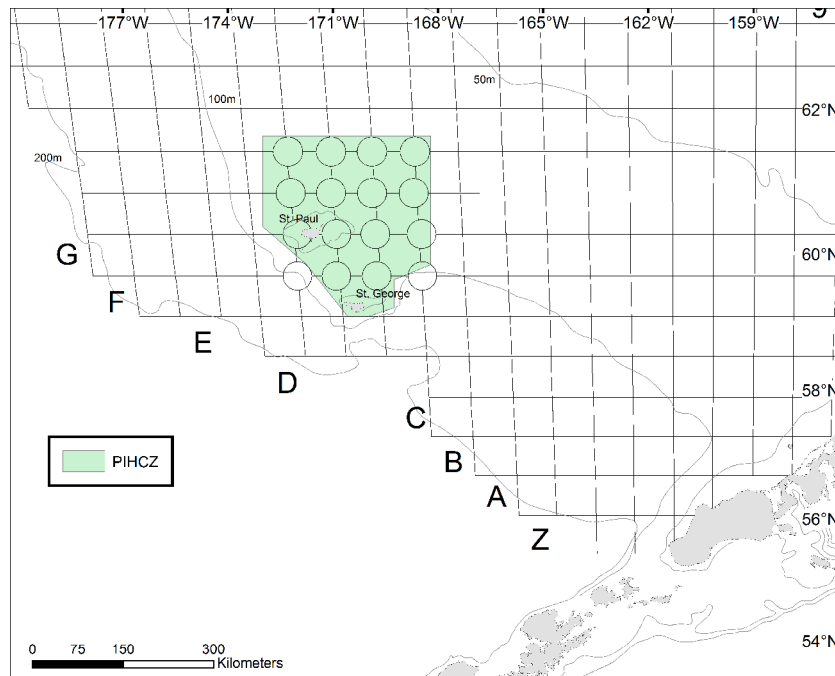 9
177°W 174°W 171°W 168°W 165°W 162°W 159°W
50m
100m
62°N
200m
St. Paul
G
60°N
F
St. George
E
D
58°N
C
PIHCZ
B
A
56°N
Z
54°N
0 75 150 300
Kilometers